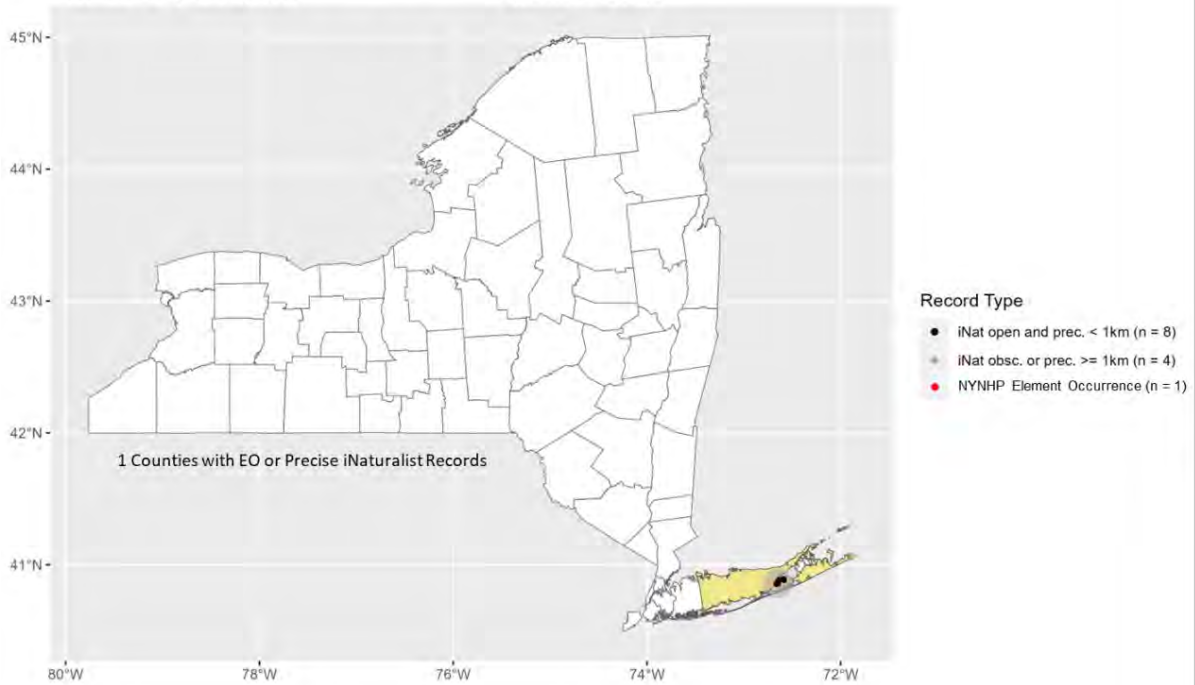 45°N
44°N
43°N
42°N
41°N
1 Counties with EO or Precise iNaturalist Records
80°W 78°W 76°W 74°W 72°W
Record Type
iNat open and prec. < 1km (n = 8)
iNat obsc. or prec. >= 1km (n = 4)
NYNHP Element Occurrence (n = 1)